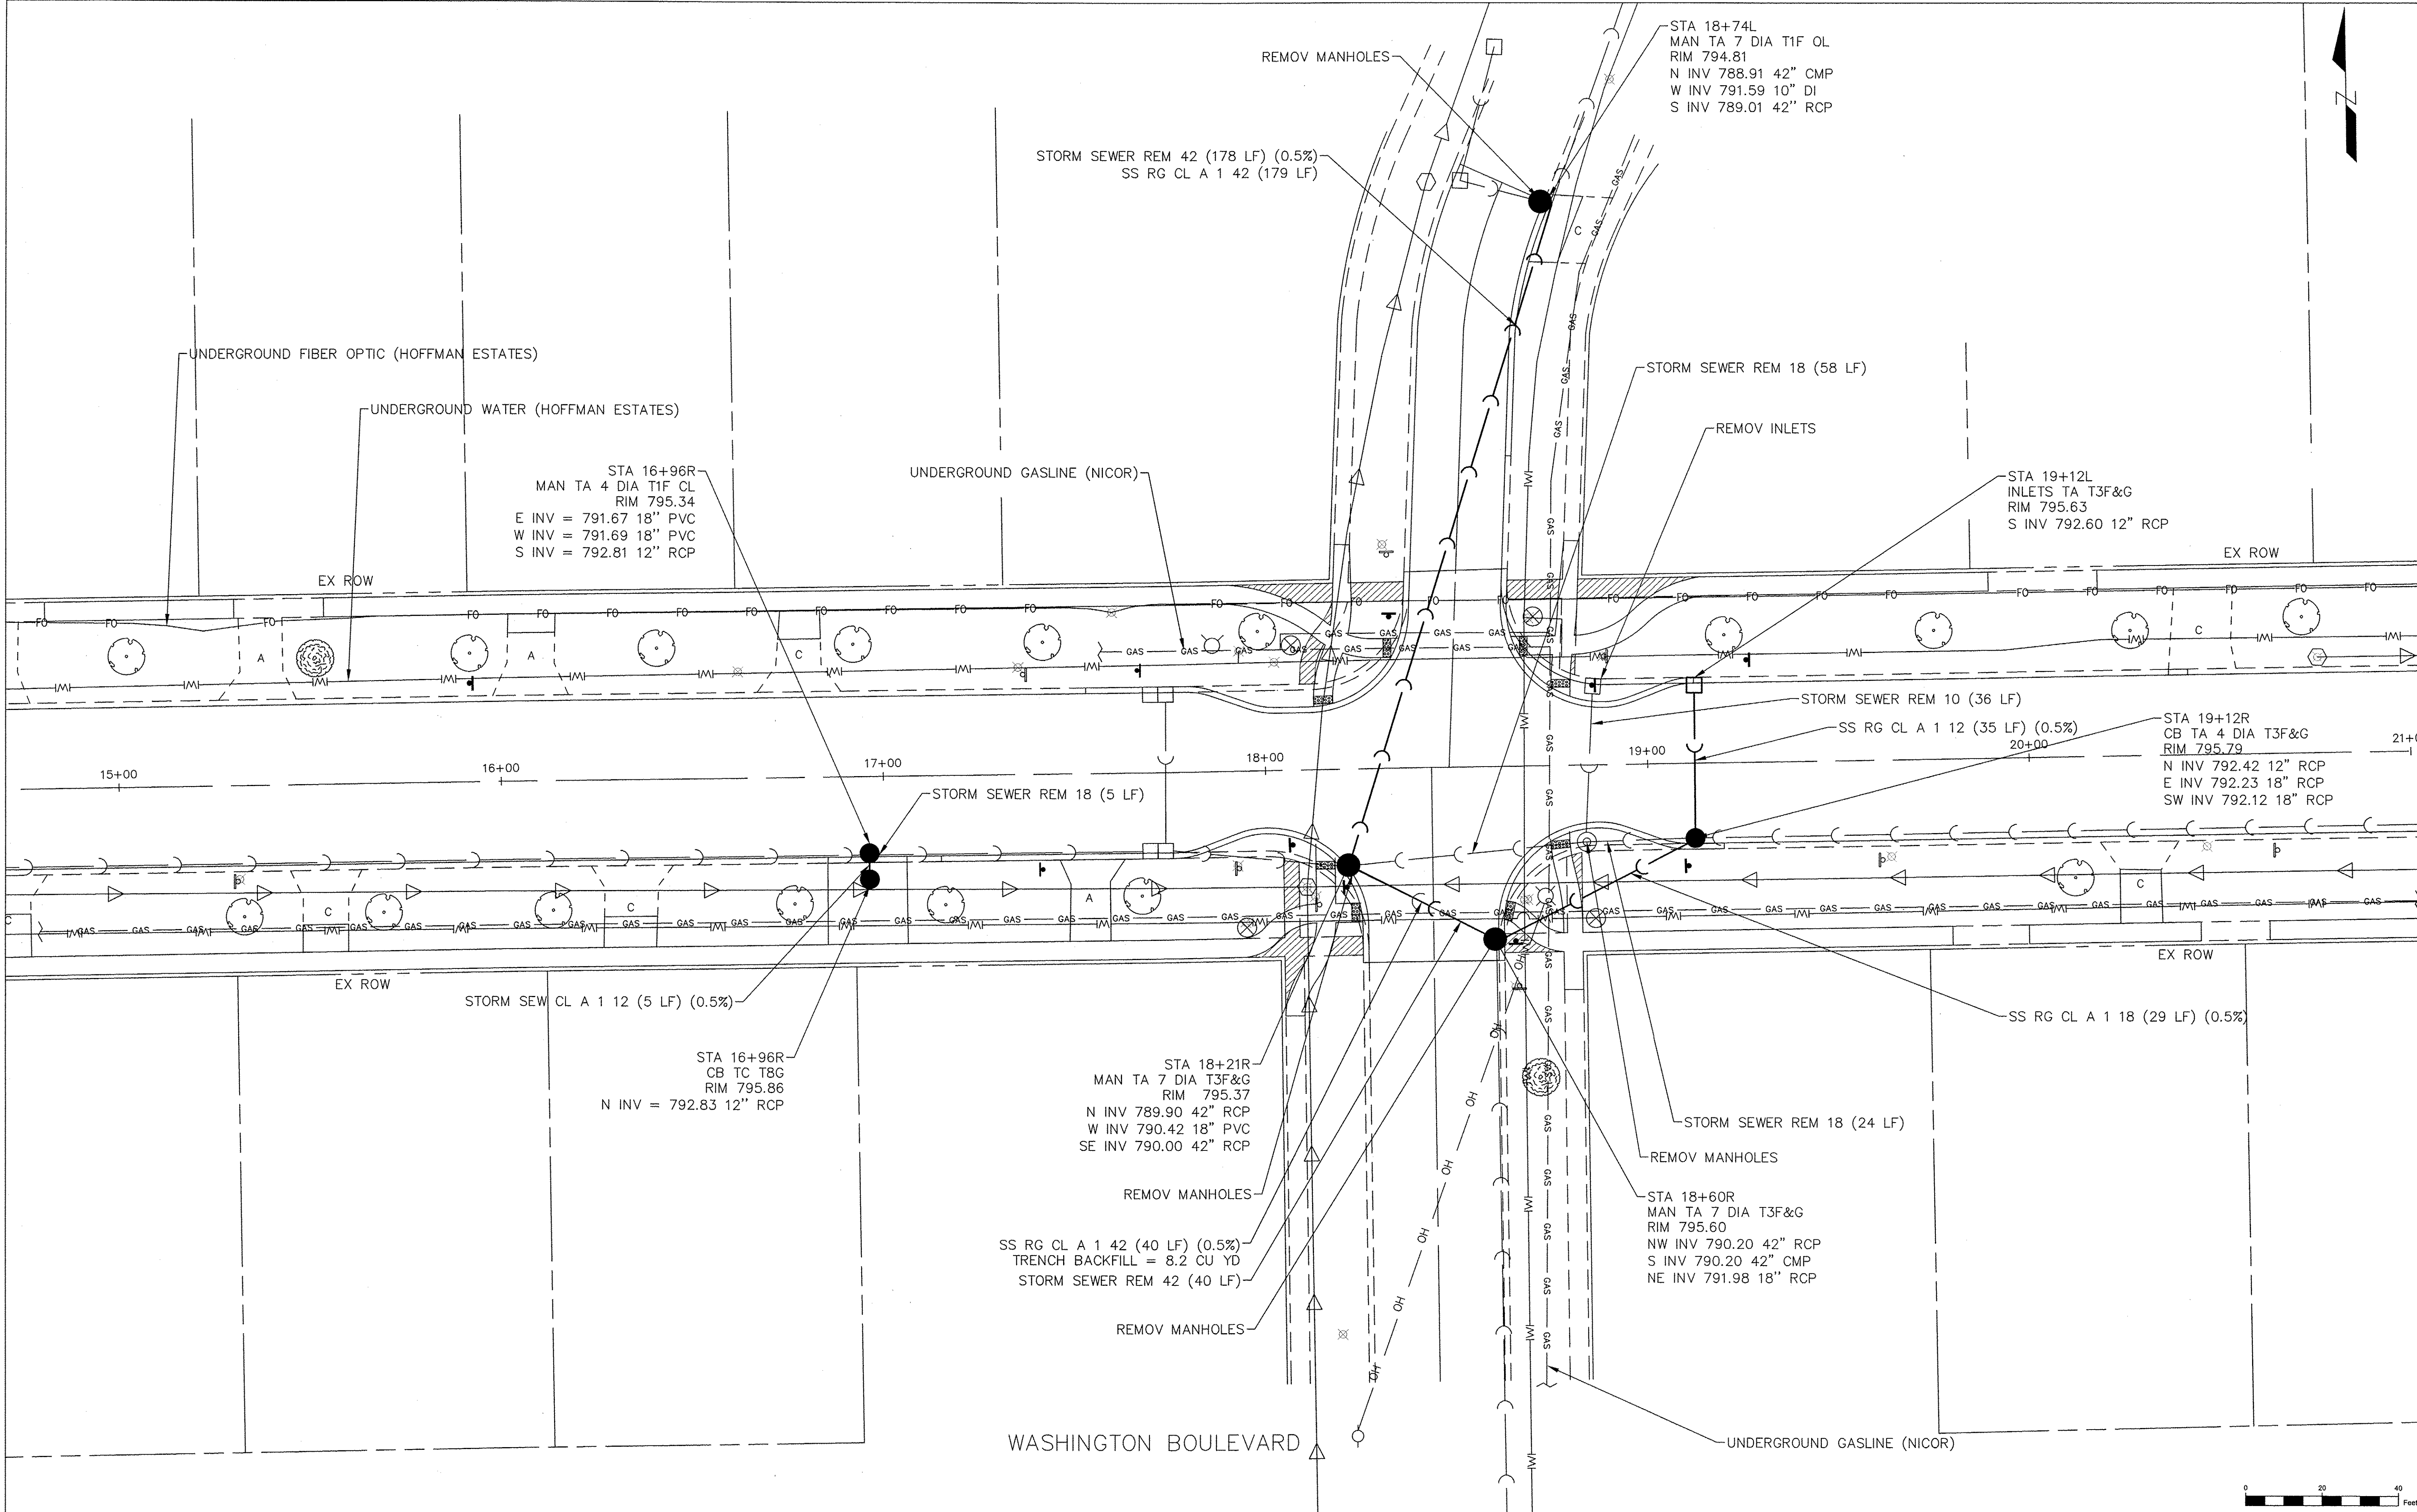 REMOV MANHOLES
STA 18+74L
MAN TA 7 DIA T1F OL
RIM 794.81
N INV 788.91 42” CMP
W INV 791.59 10” DI
S INV 789.01 42’’ RCP
STORM SEWER REM 42 (178 LF) (0.5%)
SS RG CL A 1 42 (179 LF)
Z
C
UNDERGROUND FIBER OPTIC (HOFFMAN ESTATES)
UNDERGROUND WATER (HOFFMAN ESTATES)
STORM SEWER REM 18 (58 LF)
REMOV INLETS
STA 16+96R
MAN TA 4 DIA T1F CL
RIM 795.34
E INV = 791.67 18’’ PVC
W INV = 791.69 18’’ PVC
S INV = 792.81 12’’ RCP
UNDERGROUND GASLINE (NICOR)
STA 19+12L
INLETS TA T3F&G
RIM 795.63
S INV 792.60 12” RCP
EX ROW
EX ROW
A
A
C
C
STORM SEWER REM 10 (36 LF)
SS RG CL A 1 12 (35 LF) (0.5%)
STA 19+12R
CB TA 4 DIA T3F&G
RIM 795.79
N INV 792.42 12” RCP
E INV 792.23 18” RCP
SW INV 792.12 18” RCP
15+00
16+00
17+00
18+00
19+00
20+00
STORM SEWER REM 18 (5 LF)
C
C
C
A
C
EX ROW
EX ROW
STORM SEW CL A 1 12 (5 LF) (0.5%)
SS RG CL A 1 18 (29 LF) (0.5%)
STA 16+96R
CB TC T8G
RIM 795.86
N INV = 792.83 12’’ RCP
STA 18+21R
MAN TA 7 DIA T3F&G
RIM 795.37
N INV 789.90 42” RCP
W INV 790.42 18” PVC
SE INV 790.00 42” RCP
STORM SEWER REM 18 (24 LF)
REMOV MANHOLES
REMOV MANHOLES
STA 18+60R
MAN TA 7 DIA T3F&G
RIM 795.60
NW INV 790.20 42” RCP
S INV 790.20 42” CMP
NE INV 791.98 18” RCP
SS RG CL A 1 42 (40 LF) (0.5%)
TRENCH BACKFILL = 8.2 CU YD
STORM SEWER REM 42 (40 LF)
REMOV MANHOLES
WASHINGTON BOULEVARD
UNDERGROUND GASLINE (NICOR)
0 20 40
Feet